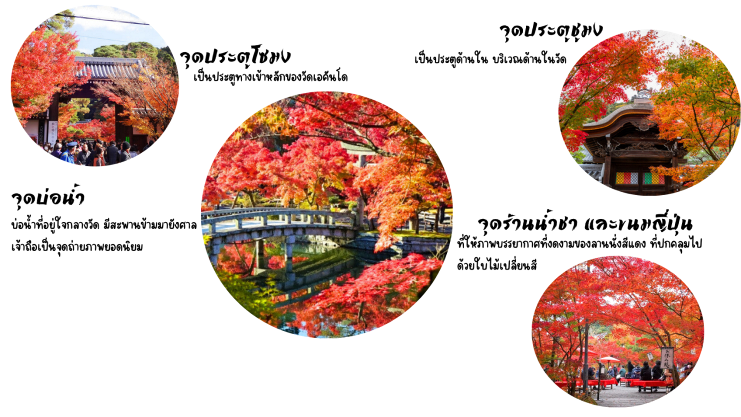 จุดประตูโซมง
เป็นประตูทางเข้าหลักของวัดเอคันโด
จุดประตูชูมง
เป็นประตูด้านใน บริเวณด้านในวัด
จุดบ่อน้ำ
บ่อน้ำที่อยู่ใจกลางวัด มีสะพานข้ามมายังศาล
เจ้าถือเป็นจุดถ่ายภาพยอดนิยม
จุดร้านน้ำชา และขนมญี่ปุ่น
ที่ให้ภาพบรรยากาศที่งดงามของลานนั่งสีแดง ที่ปกคลุมไป
ด้วยใบไม้เปลี่ยนสี